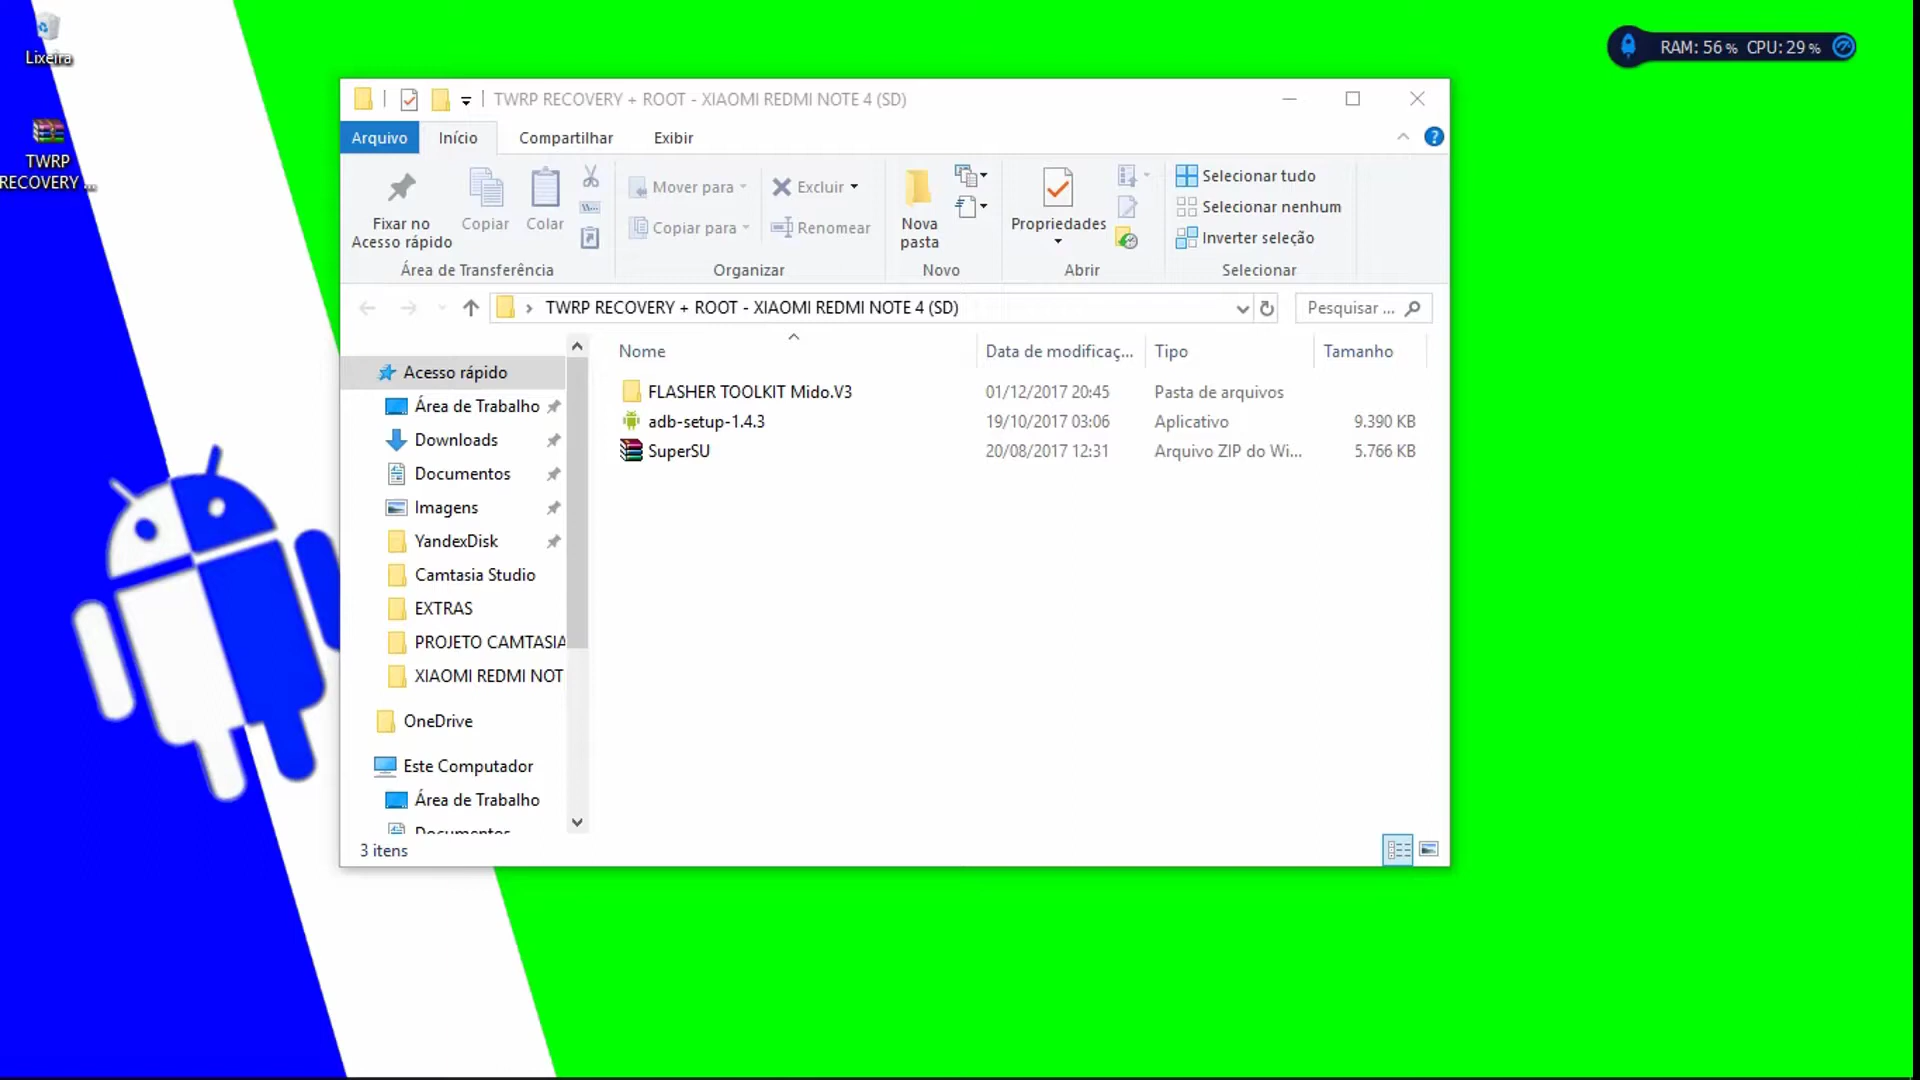 Lixeira
TWRP
RECOVERY ...
RAM: 56% CPU: 29%
TWRP RECOVERY + ROOT - XIAOMI REDMI NOTE 4 (SD)
Arquivo Início Compartilhar Exibir
Fixar no
Acesso rápido
Copiar
Colar
Área de Transferência
Mover para
Copiar para
Excluir
Renomear
Organizar
Nova
pasta
Novo
Propriedades
Abrir
Selecionar tudo
Selecionar nenhum
Inverter seleção
Selecionar
TWRP RECOVERY + ROOT - XIAOMI REDMI NOTE 4 (SD)
Pesquisar ...
Acesso rápido
Área de Trabalho
Downloads
Documentos
Imagens
YandexDisk
Camtasia Studio
EXTRAS
PROJETO CAMTASIA
XIAOMI REDMI NOT
OneDrive
Este Computador
Área de Trabalho
Documentos
Nome Data de modificaç... Tipo Tamanho
FLASHER TOOLKIT Mido.V3 01/12/2017 20:45 Pasta de arquivos
adb-setup-1.4.3 19/10/2017 03:06 Aplicativo 9.390 KB
SuperSU 20/08/2017 12:31 Arquivo ZIP do Wi... 5.766 KB
3 itens